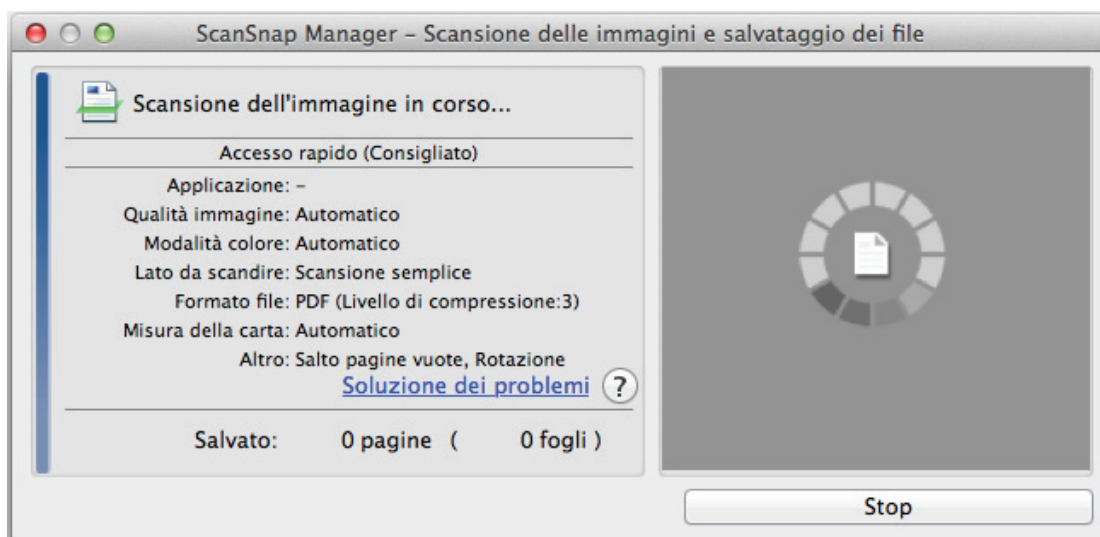 ScanSnap Manager – Scansione delle immagini e salvataggio dei file
Scansione dell'immagine in corso...
Accesso rapido (Consigliato)
Applicazione: –
Qualità immagine: Automatico
Modalità colore: Automatico
Lato da scandire: Scansione semplice
Formato file: PDF (Livello di compressione:3)
Misura della carta: Automatico
Altro: Salto pagine vuote, Rotazione
Soluzione dei problemi ?
Salvato: 0 pagine ( 0 fogli )
Stop